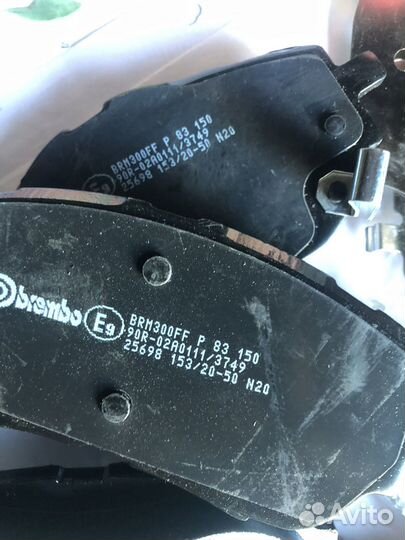 BRM300FF P 83 150
E9 90R-02A0111/3749
25698 153/20-50 N20
brembo E9 BRM300FF P 83 150
90R-02A0111/3749
25698 153/20-50 N20
Avito